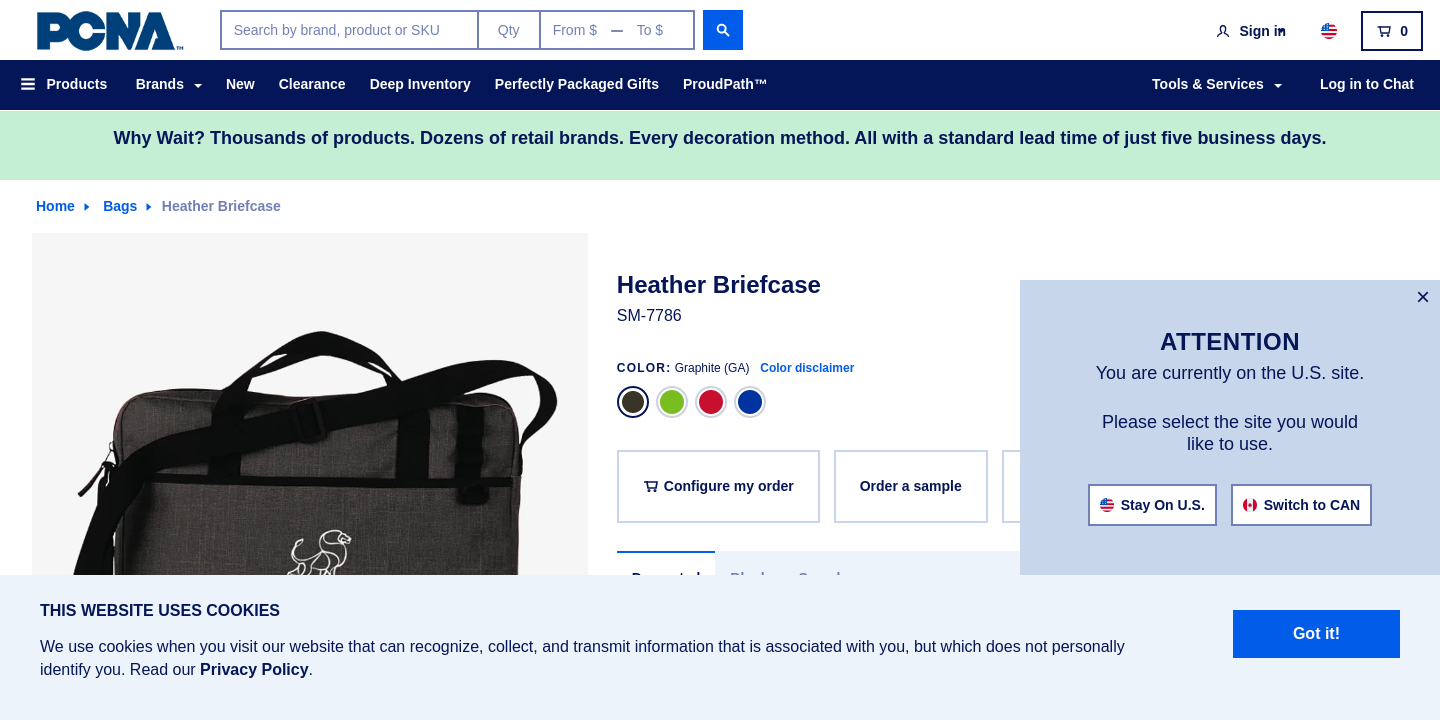 PCNA™
Search by brand, product or SKU
Qty
From $ — To $
Sign in
0
Products
Brands
New
Clearance
Deep Inventory
Perfectly Packaged Gifts
ProudPath™
Tools & Services
Log in to Chat
Why Wait? Thousands of products. Dozens of retail brands. Every decoration method. All with a standard lead time of just five business days.
Home
Bags
Heather Briefcase
Heather Briefcase
SM-7786
COLOR: Graphite (GA) Color disclaimer
Configure my order
Order a sample
×
ATTENTION
You are currently on the U.S. site.
Please select the site you would
like to use.
Stay On U.S.
Switch to CAN
THIS WEBSITE USES COOKIES
We use cookies when you visit our website that can recognize, collect, and transmit information that is associated with you, but which does not personally
identify you. Read our Privacy Policy.
Got it!